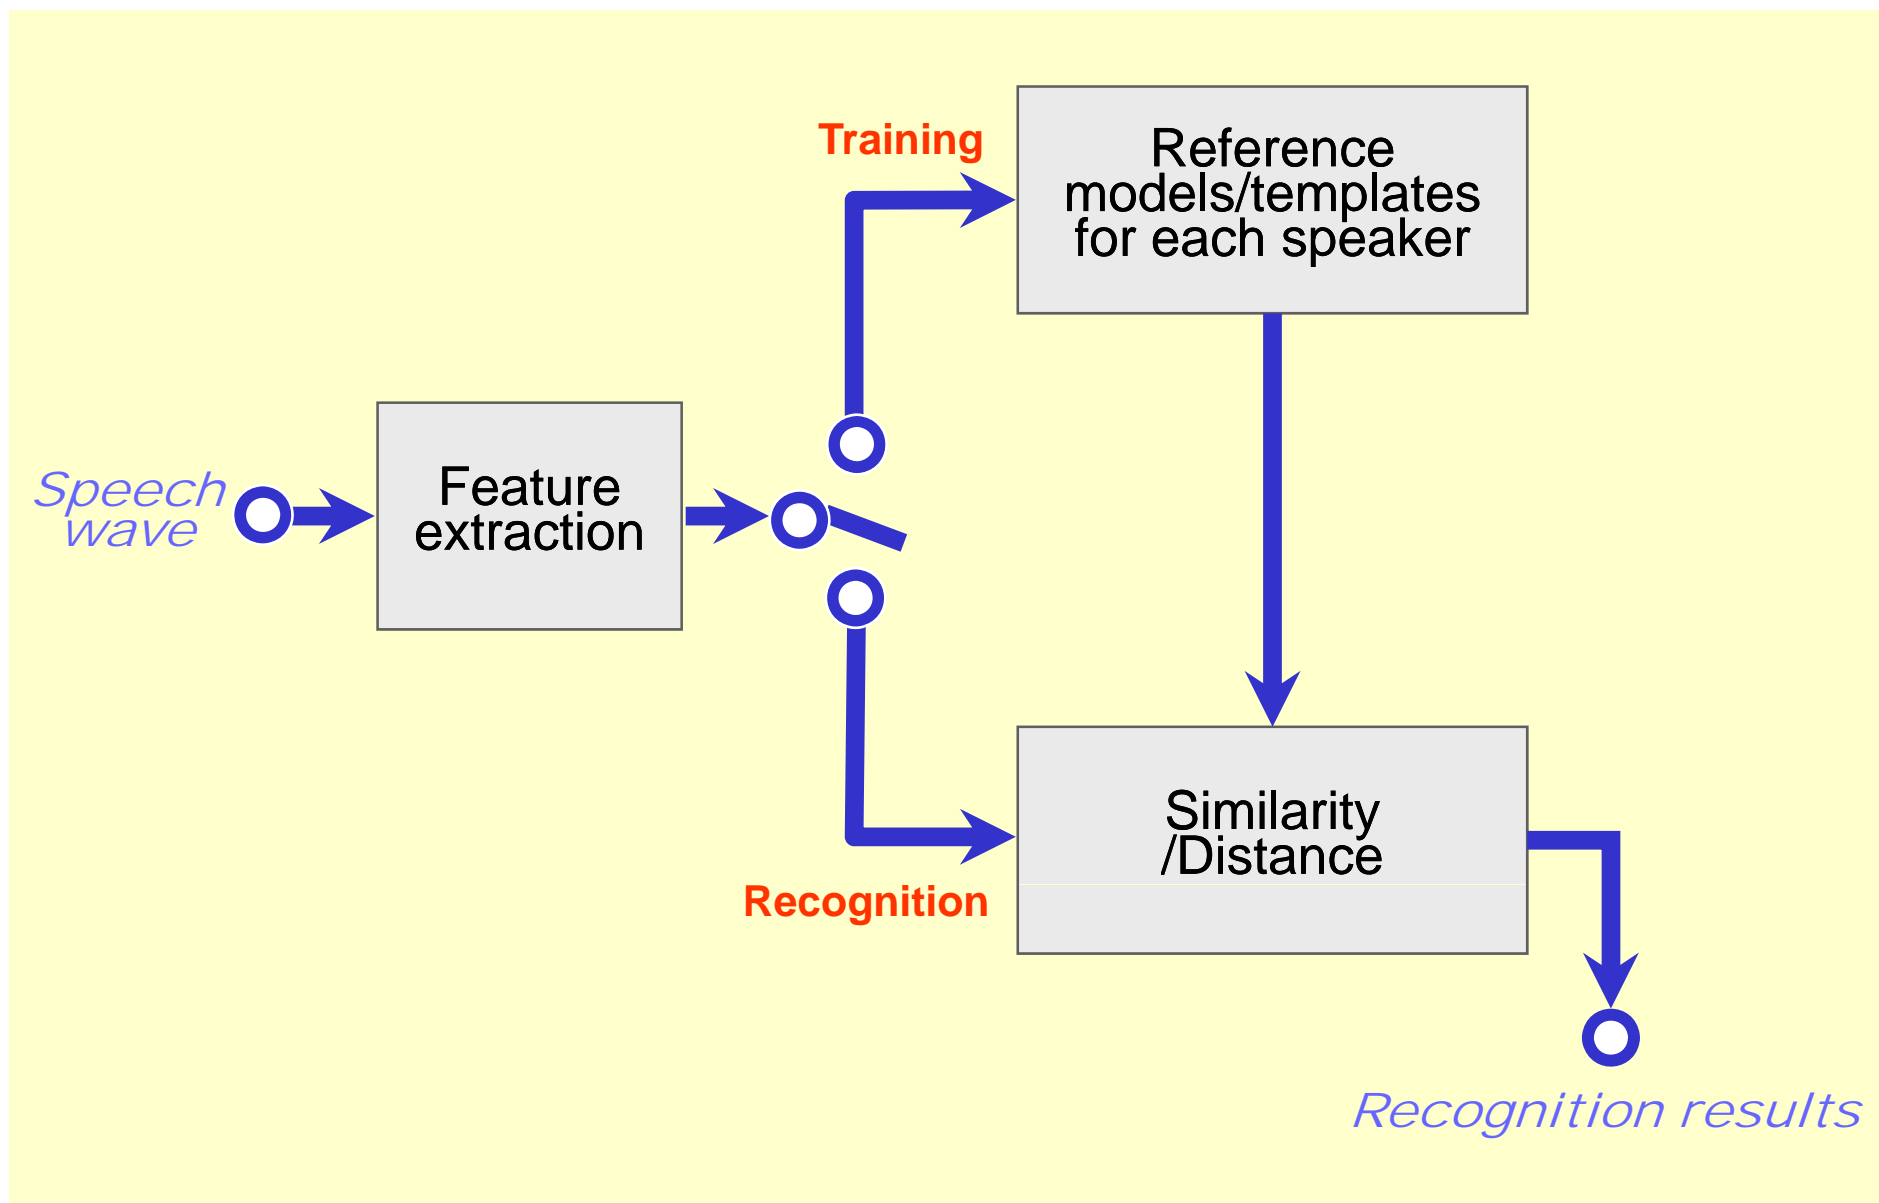 Training
Reference
models/templates
for each speaker
Speech
wave
Feature
extraction
Similarity
/Distance
Recognition
Recognition results